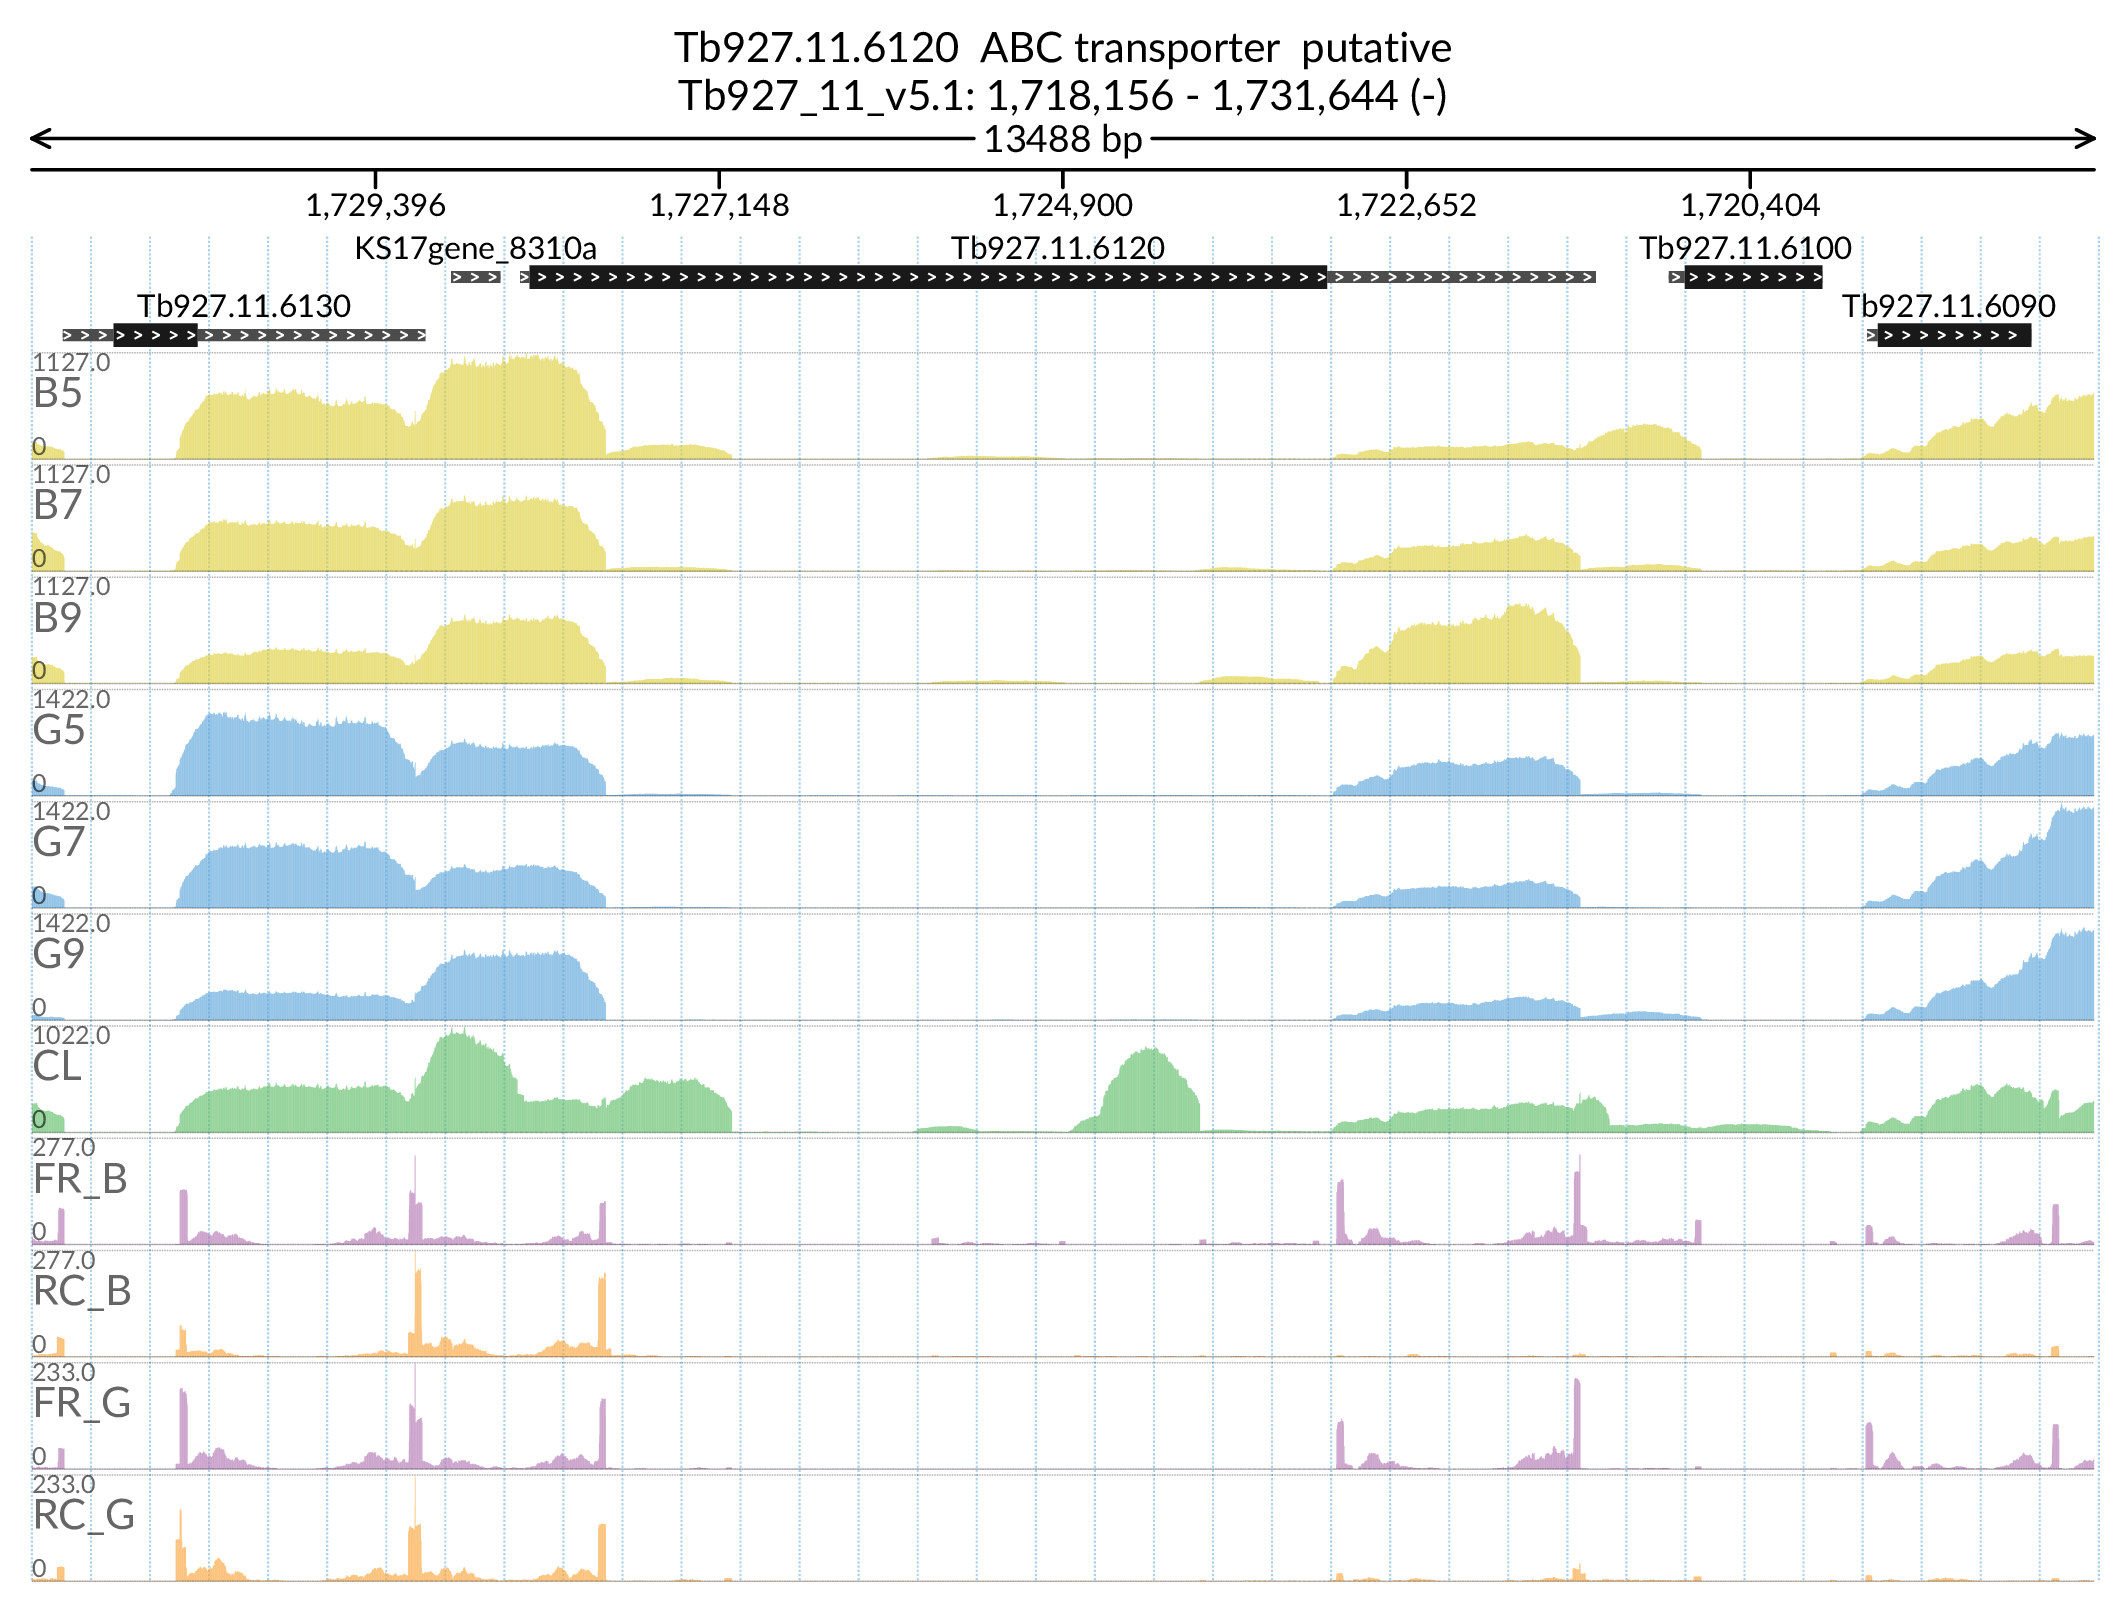 Tb927.11.6120  ABC transporter  putative
Tb927_11_v5.1: 1,718,156 - 1,731,644 (-)
13488 bp
1,729,396
1,727,148
1,724,900
1,722,652
1,720,404
KS17gene_8310a
Tb927.11.6120
Tb927.11.6100
Tb927.11.6130
Tb927.11.6090
1127.0
B5
0
1127.0
B7
0
1127.0
B9
0
1422.0
G5
0
1422.0
G7
0
1422.0
G9
0
1022.0
CL
0
277.0
FR_B
0
277.0
RC_B
0
233.0
FR_G
0
233.0
RC_G
0